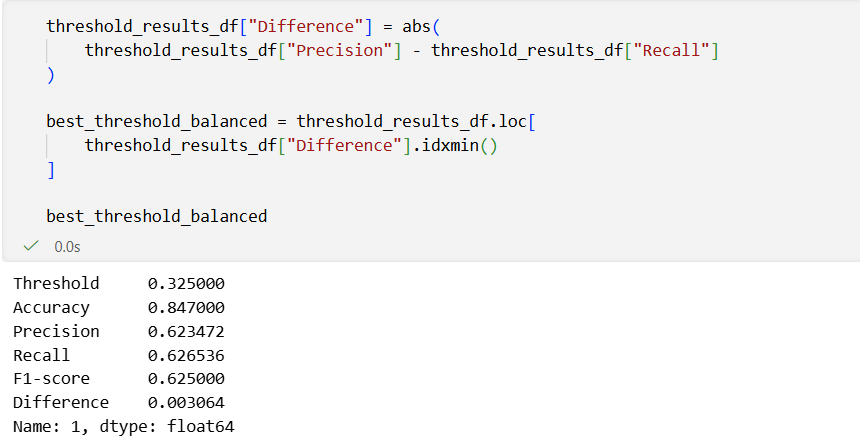 threshold_results_df["Difference"] = abs(
    threshold_results_df["Precision"] - threshold_results_df["Recall"]
)
best_threshold_balanced = threshold_results_df.loc[
    threshold_results_df["Difference"].idxmin()
]
best_threshold_balanced
0.0s
Threshold     0.325000
Accuracy      0.847000
Precision     0.623472
Recall        0.626536
F1-score      0.625000
Difference    0.003064
Name: 1, dtype: float64